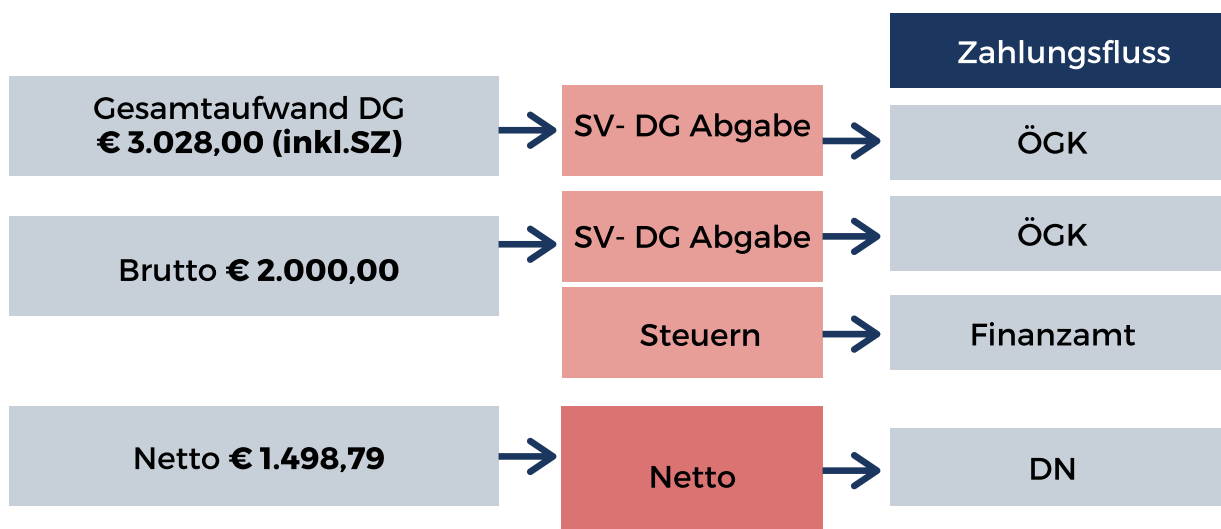 Zahlungsfluss
Gesamtaufwand DG
€ 3.028,00 (inkl.SZ)
SV- DG Abgabe
ÖGK
Brutto € 2.000,00
SV- DG Abgabe
ÖGK
Steuern
Finanzamt
Netto € 1.498,79
Netto
DN